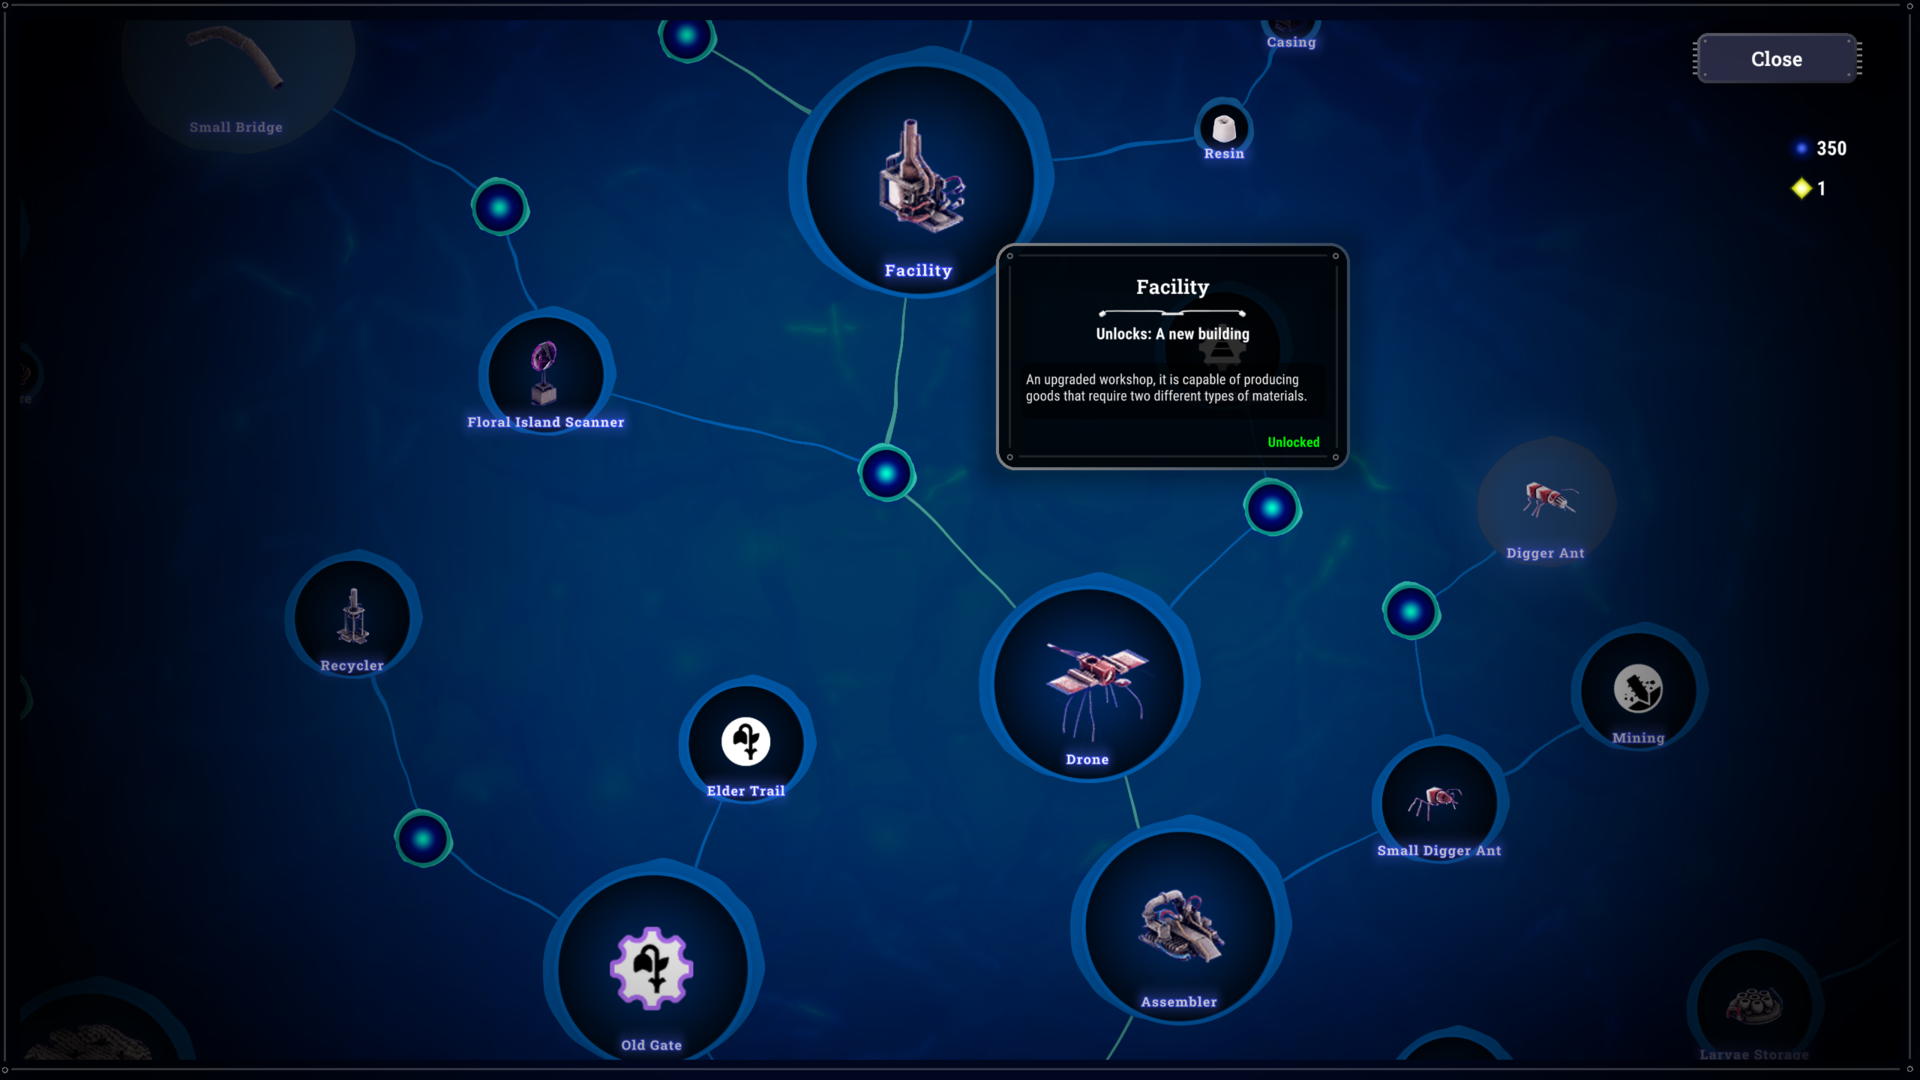 Casing
Close
Small Bridge
Resin
350
1
Facility
Facility
Unlocks: A new building
An upgraded workshop, it is capable of producing
goods that require two different types of materials.
Unlocked
Floral Island Scanner
Digger Ant
Recycler
Mining
Drone
Elder Trail
Small Digger Ant
Assembler
Old Gate
Larvae Storage